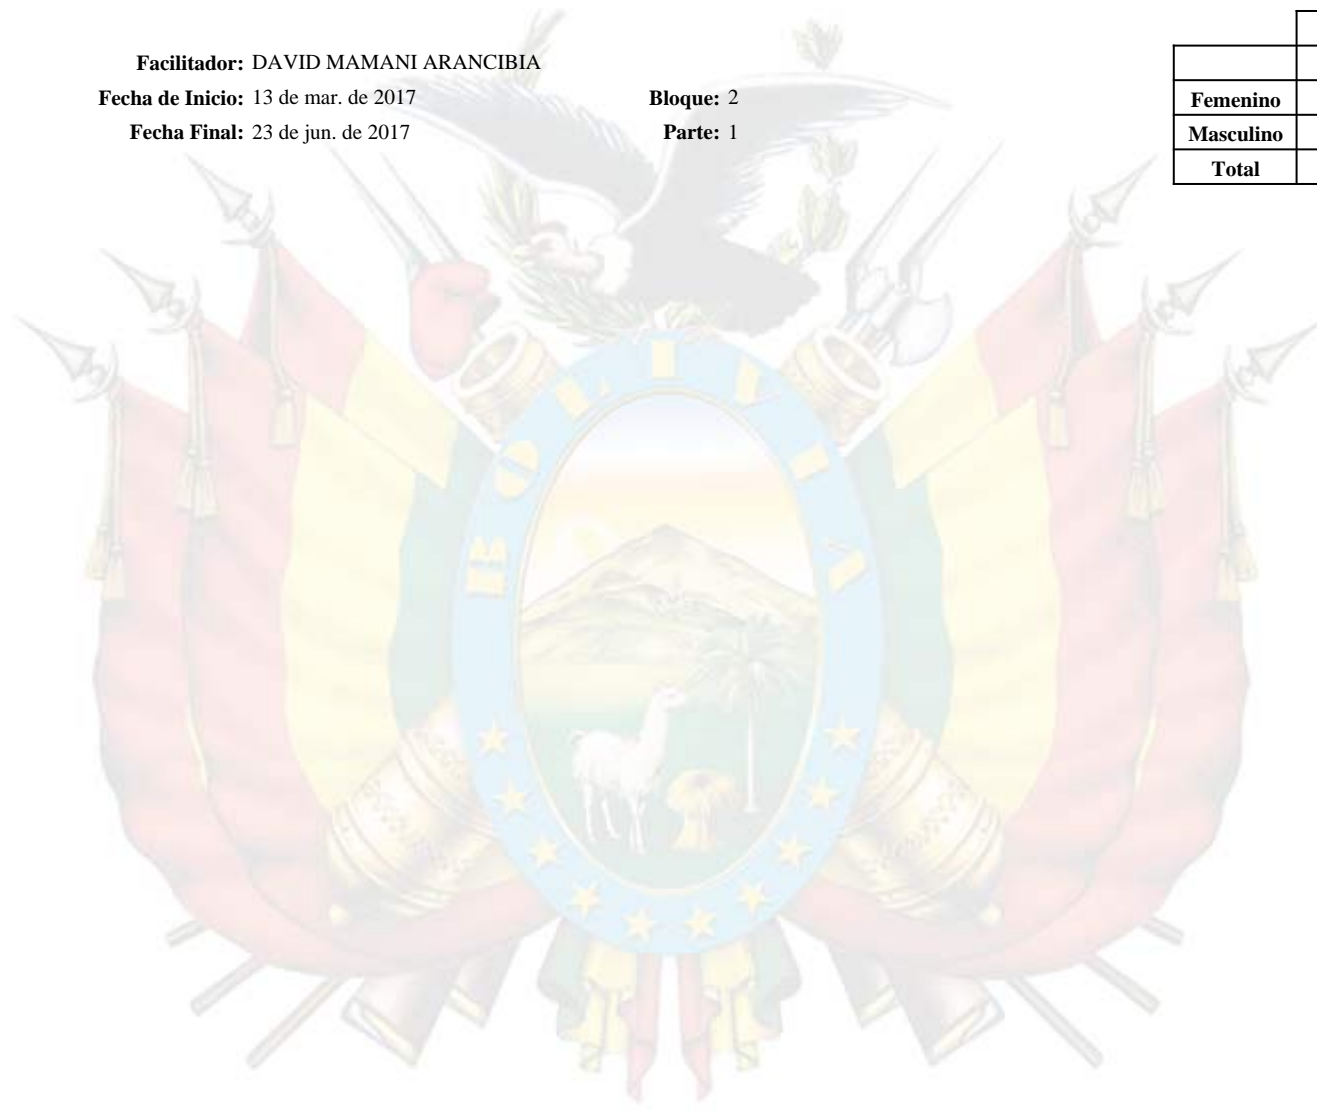 Facilitador: DAVID MAMANI ARANCIBIA
Fecha de Inicio: 13 de mar. de 2017 Bloque: 2
Fecha Final: 23 de jun. de 2017 Parte: 1
Femenino
Masculino
Total
BOLIVIA